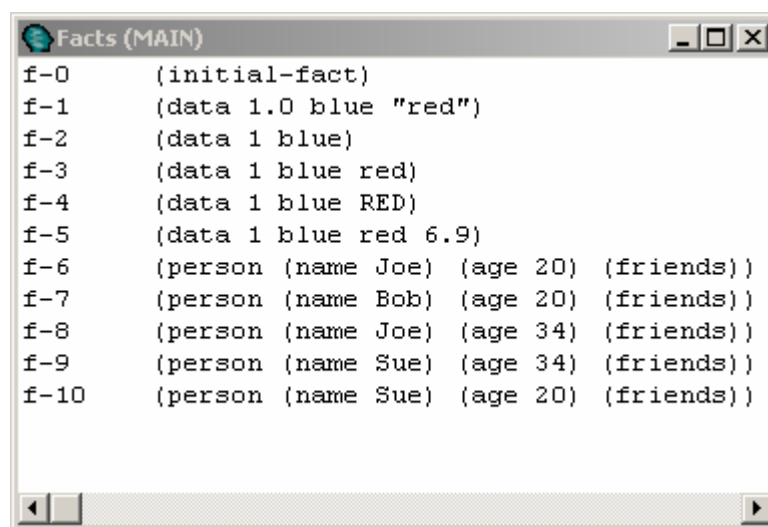 Facts (MAIN)
f-0 (initial-fact)
f-1 (data 1.0 blue "red")
f-2 (data 1 blue)
f-3 (data 1 blue red)
f-4 (data 1 blue RED)
f-5 (data 1 blue red 6.9)
f-6 (person (name Joe) (age 20) (friends))
f-7 (person (name Bob) (age 20) (friends))
f-8 (person (name Joe) (age 34) (friends))
f-9 (person (name Sue) (age 34) (friends))
f-10 (person (name Sue) (age 20) (friends))